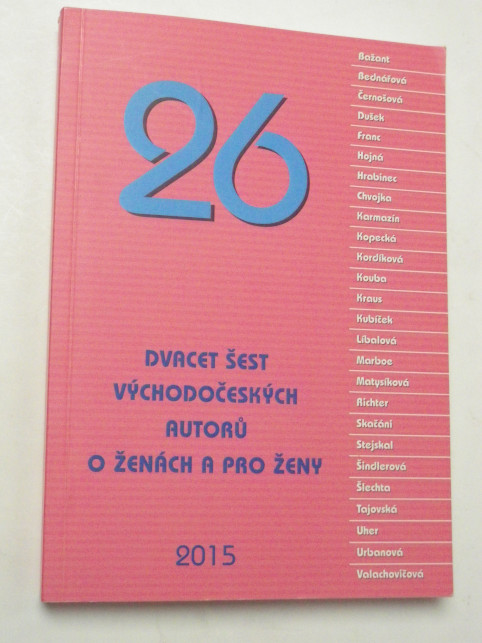 26
DVACET ŠEST
VÝCHODOČESKÝCH
AUTORŮ
O ŽENÁCH A PRO ŽENY
2015
Bažant
Bednářová
Černošová
Dušek
Franc
Hojná
Hrabinec
Chvojka
Karmazín
Kopecká
Kordíková
Kouba
Kraus
Kubíček
Líbalová
Marboe
Matysíková
Richter
Skačáni
Stejskal
Šindlerová
Šlechta
Tajovská
Uher
Urbanová
Valachovičová